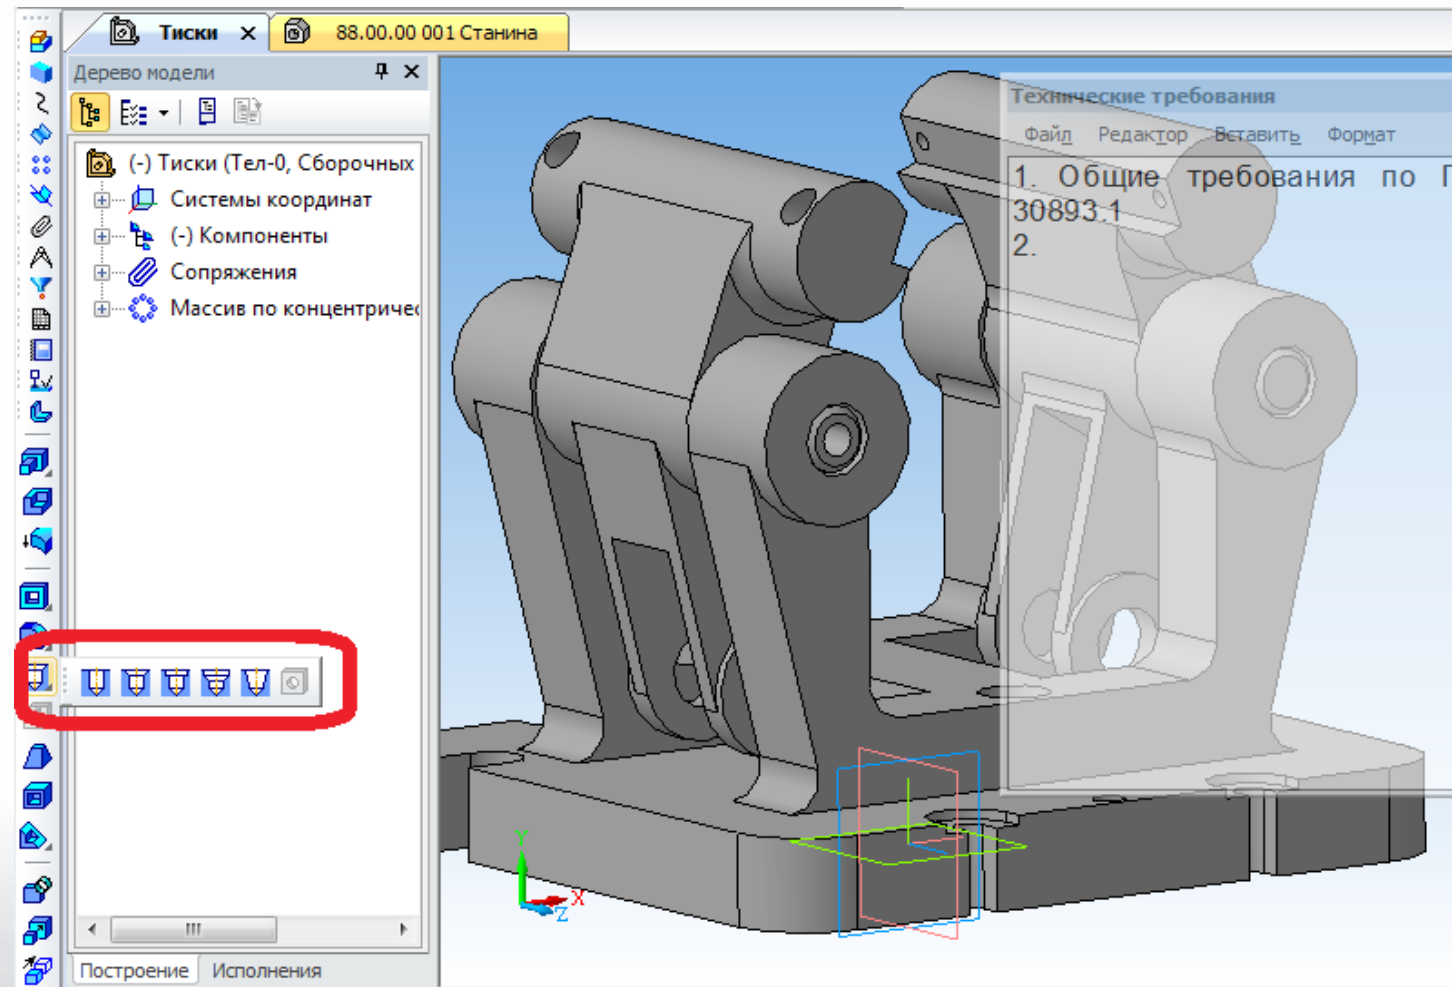 Тиски
88.00.00 001 Станина
Дерево модели
(-) Тиски (Тел-0, Сборочных
Системы координат
(-) Компоненты
Сопряжения
Массив по концентричес
Построение Исполнения
Технические требования
Файл Редактор Вставить Формат
1. Общие требования по Г
30893.1
2.
Y
X
Z